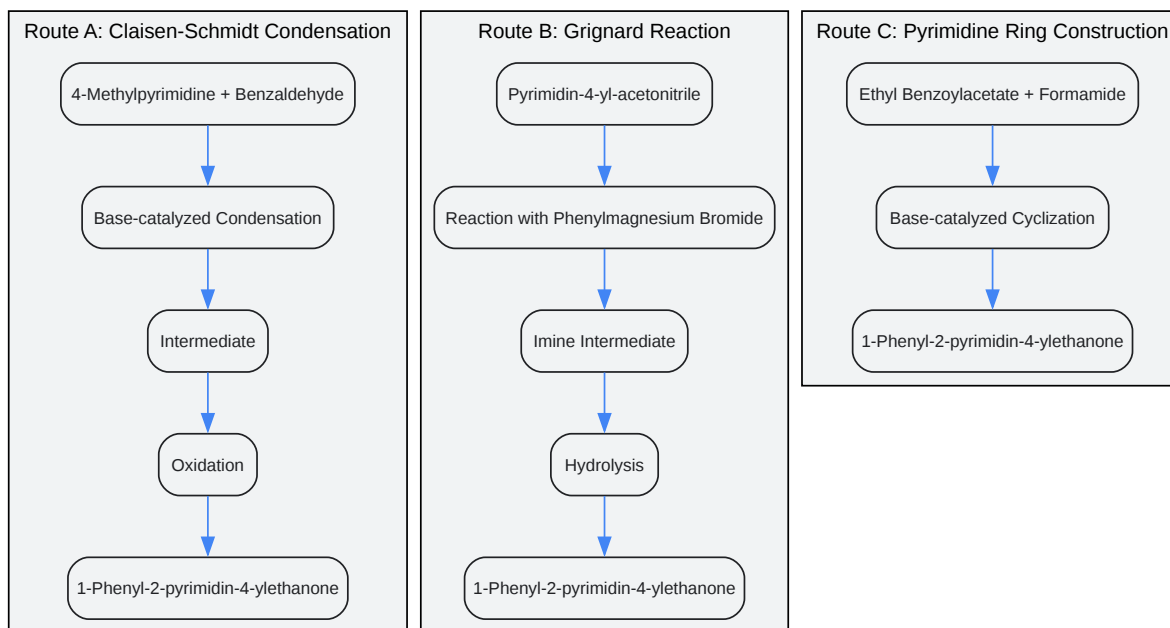 Route A: Claisen-Schmidt Condensation
4-Methylpyrimidine + Benzaldehyde
Base-catalyzed Condensation
Intermediate
Oxidation
1-Phenyl-2-pyrimidin-4-ylethanone
Route B: Grignard Reaction
Pyrimidin-4-yl-acetonitrile
Reaction with Phenylmagnesium Bromide
Imine Intermediate
Hydrolysis
1-Phenyl-2-pyrimidin-4-ylethanone
Route C: Pyrimidine Ring Construction
Ethyl Benzoylacetate + Formamide
Base-catalyzed Cyclization
1-Phenyl-2-pyrimidin-4-ylethanone